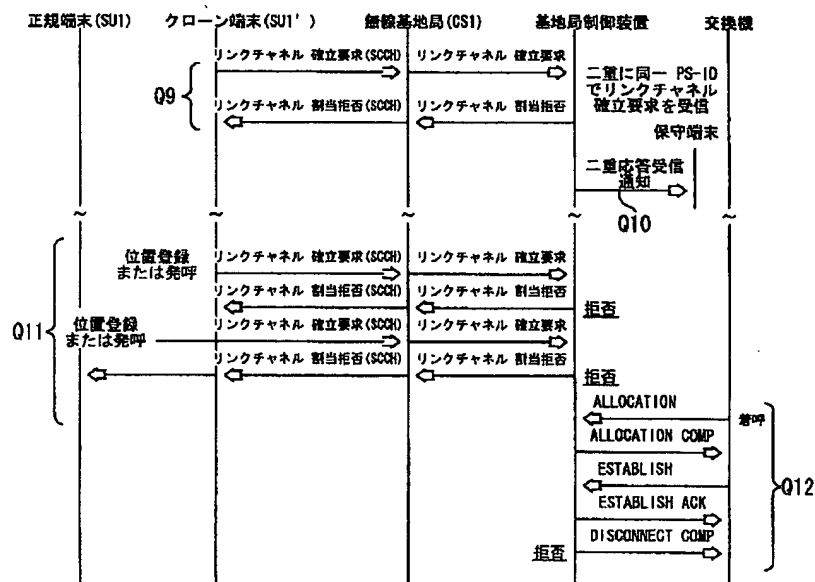 正規端末(SU1) クローン端末(SU1') 無線基地局(CS1) 基地局制御装置 交換機
リンクチャネル 確立要求(SCCH) リンクチャネル 確立要求
Q9
リンクチャネル 割当拒否(SCCH) リンクチャネル 割当拒否
二重に同一 PS-ID
でリンクチャネル
確立要求を受信
保守端末
二重応答受信
通知
Q10
Q11
位置登録
または発呼
リンクチャネル 確立要求(SCCH) リンクチャネル 確立要求
リンクチャネル 割当拒否(SCCH) リンクチャネル 割当拒否
拒否
位置登録
または発呼
リンクチャネル 確立要求(SCCH) リンクチャネル 確立要求
リンクチャネル 割当拒否(SCCH) リンクチャネル 割当拒否
拒否
ALLOCATION
着呼
ALLOCATION COMP
ESTABLISH
Q12
ESTABLISH ACK
DISCONNECT COMP
拒否